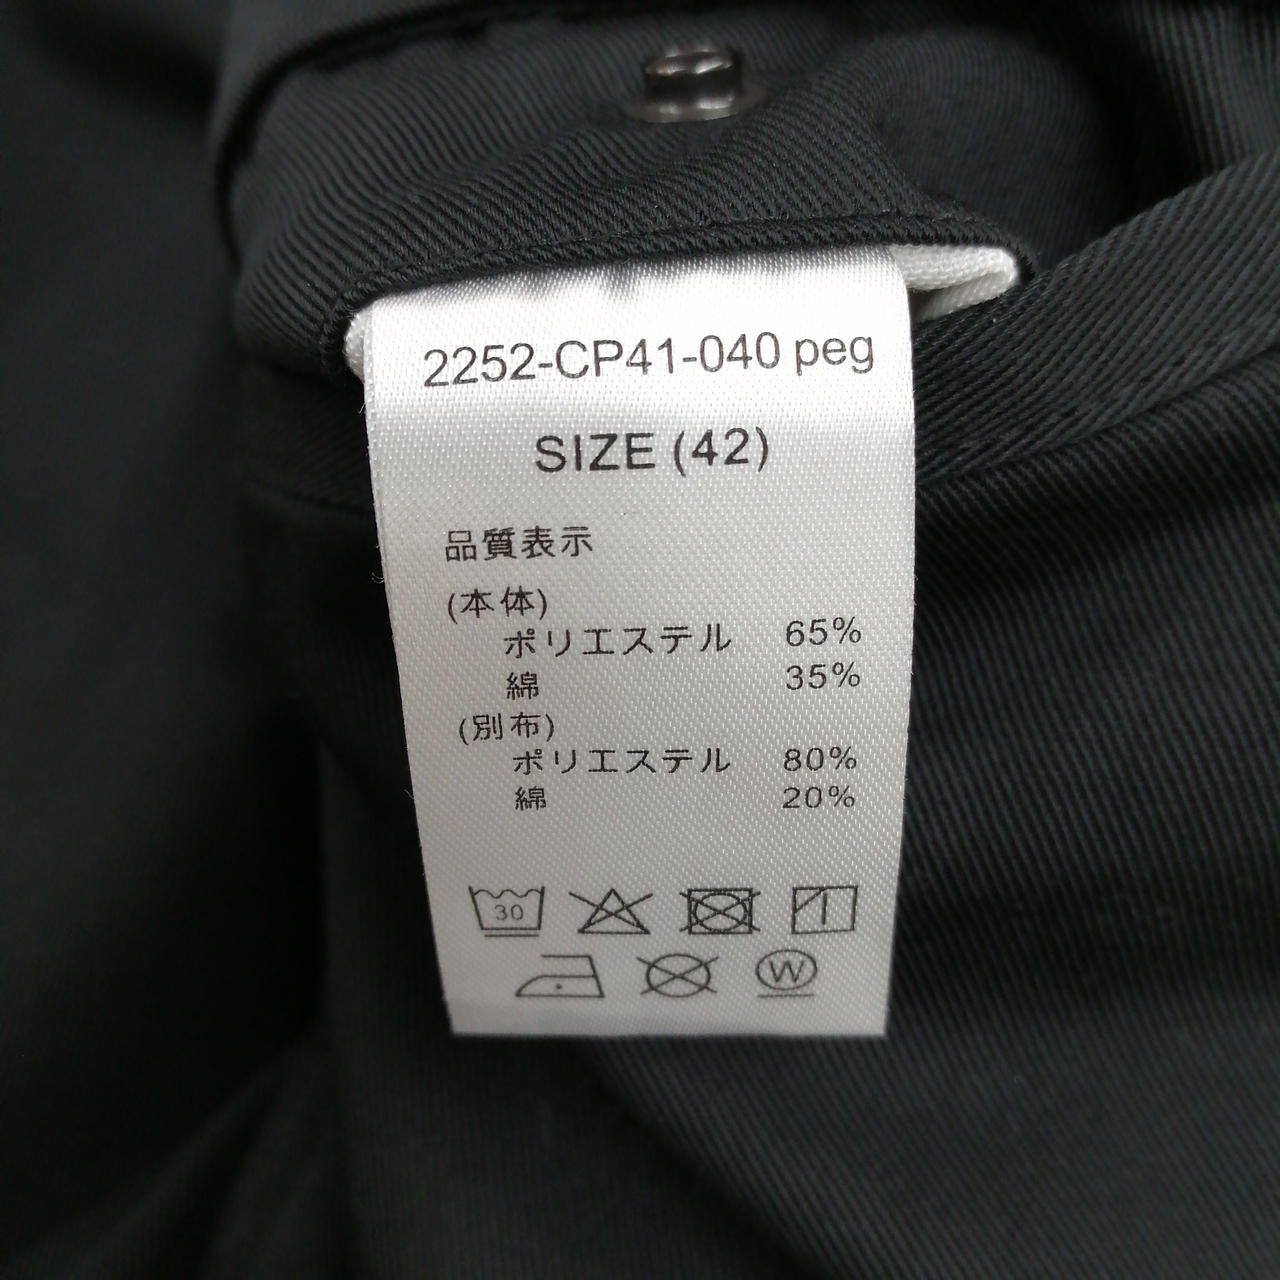 2252-CP41-040 peg
SIZE (42)
品質表示
(本体)
ポリエステル 65%
綿 35%
(別布)
ポリエステル 80%
綿 20%
30
W